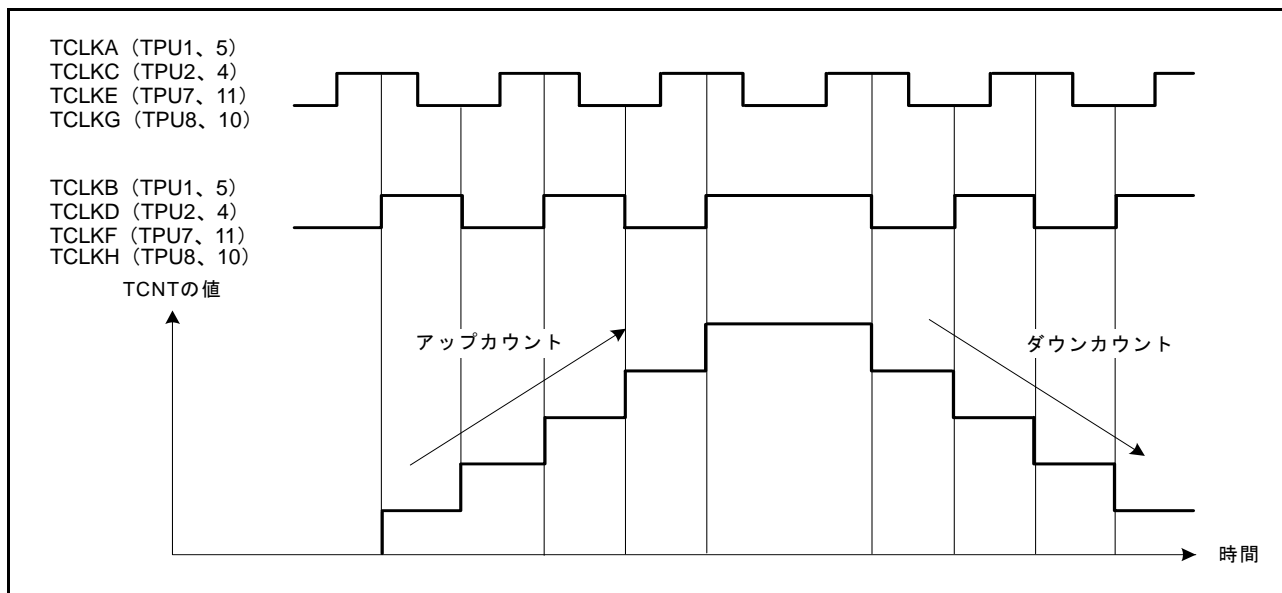 TCLKA（TPU1、5）
TCLKC（TPU2、4）
TCLKE（TPU7、11）
TCLKG（TPU8、10）
TCLKB（TPU1、5）
TCLKD（TPU2、4）
TCLKF（TPU7、11）
TCLKH（TPU8、10）
TCNTの値
アップカウント
ダウンカウント
時間